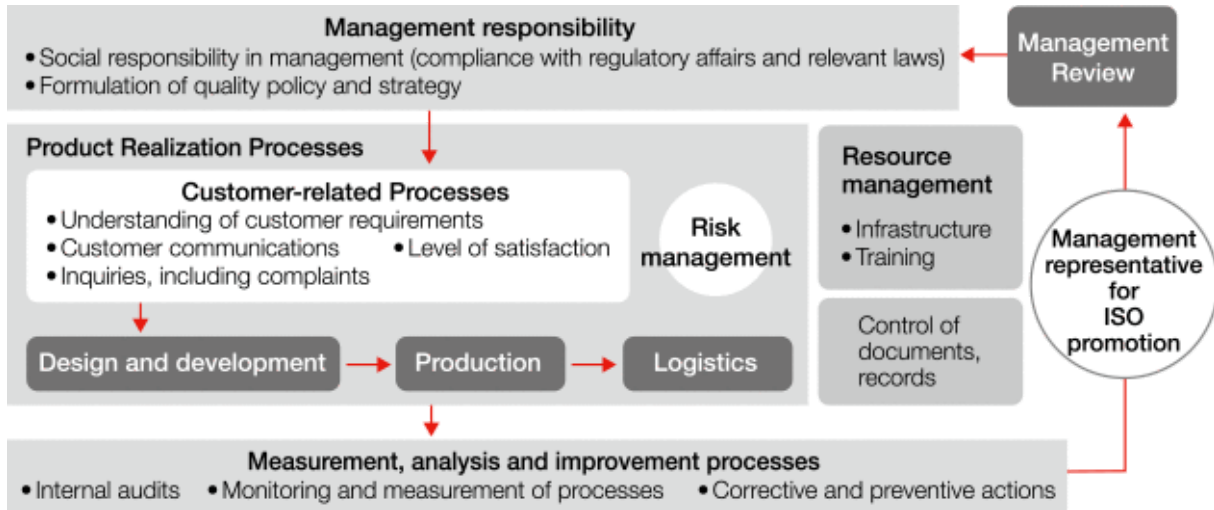 Management responsibility
• Social responsibility in management (compliance with regulatory affairs and relevant laws)
• Formulation of quality policy and strategy
Management
Review
Product Realization Processes
Customer-related Processes
• Understanding of customer requirements
• Customer communications • Level of satisfaction
• Inquiries, including complaints
Risk
management
Design and development
Production
Logistics
Resource
management
• Infrastructure
• Training
Control of
documents,
records
Management
representative
for
ISO
promotion
Measurement, analysis and improvement processes
• Internal audits • Monitoring and measurement of processes • Corrective and preventive actions